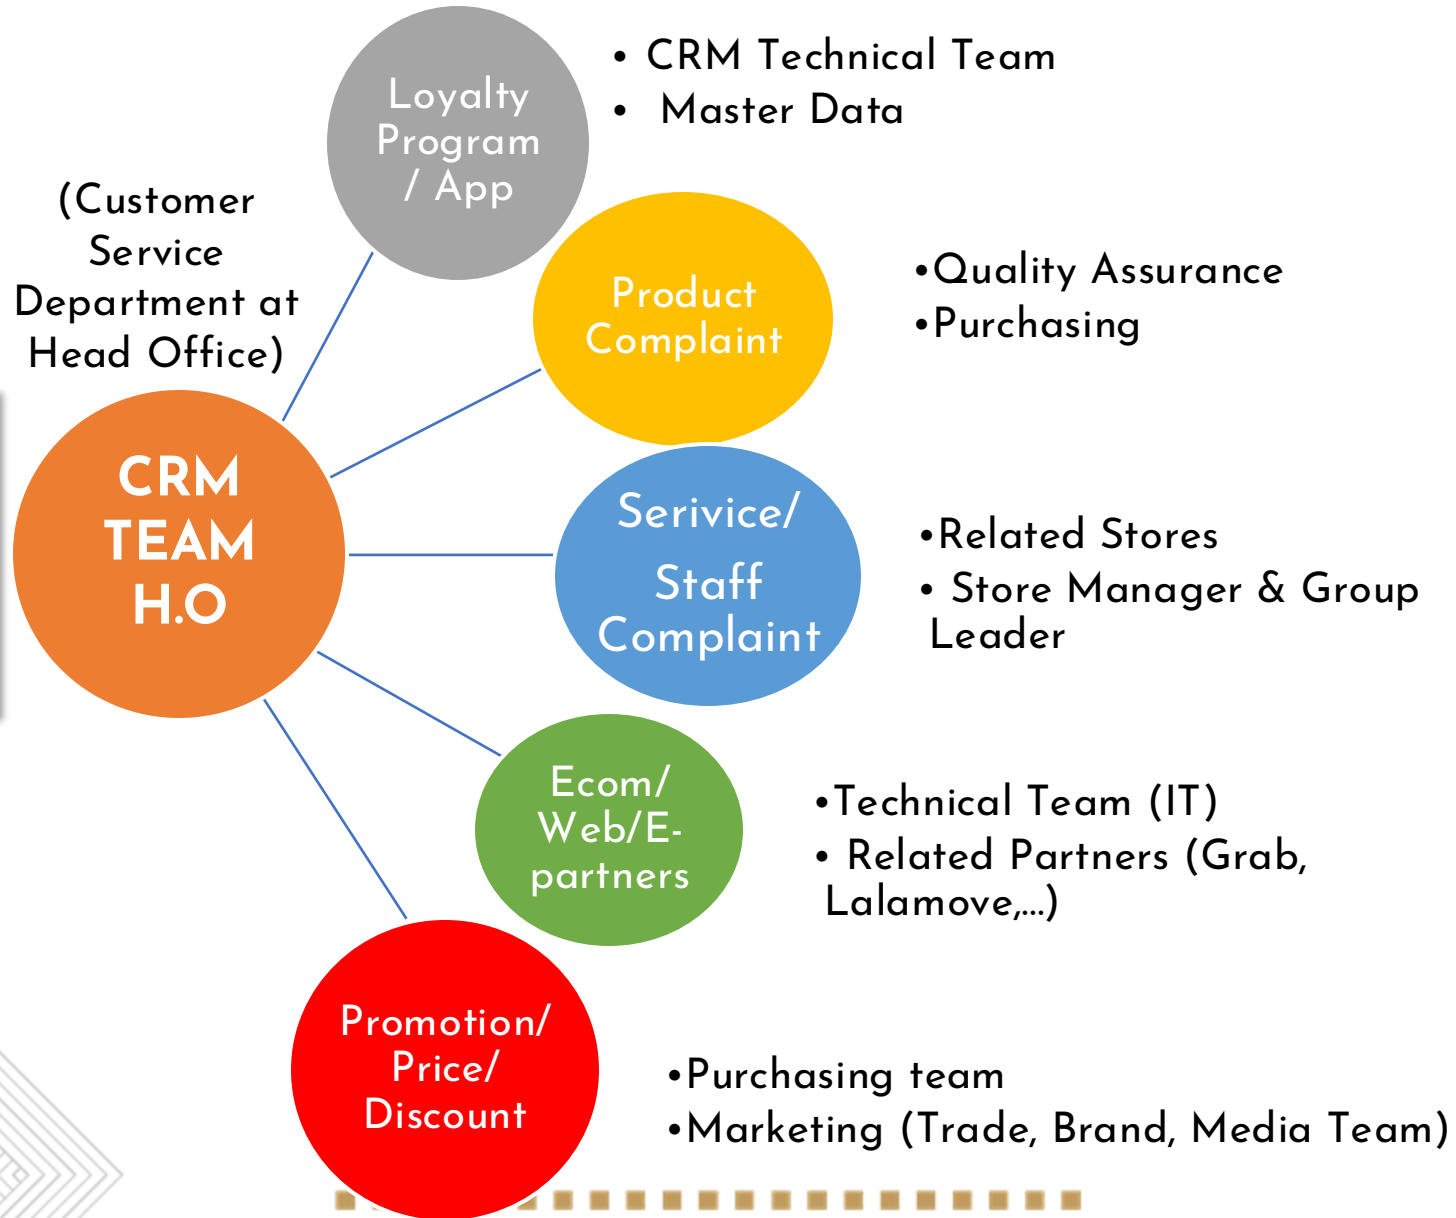 (Customer
Service
Department at
Head Office)
CRM
TEAM
H.O
Loyalty
Program
/ App
• CRM Technical Team
• Master Data
Product
Complaint
•Quality Assurance
•Purchasing
Serivice/
Staff
Complaint
•Related Stores
• Store Manager & Group
Leader
Ecom/
Web/E-
partners
•Technical Team (IT)
• Related Partners (Grab,
Lalamove,...)
Promotion/
Price/
Discount
•Purchasing team
•Marketing (Trade, Brand, Media Team)